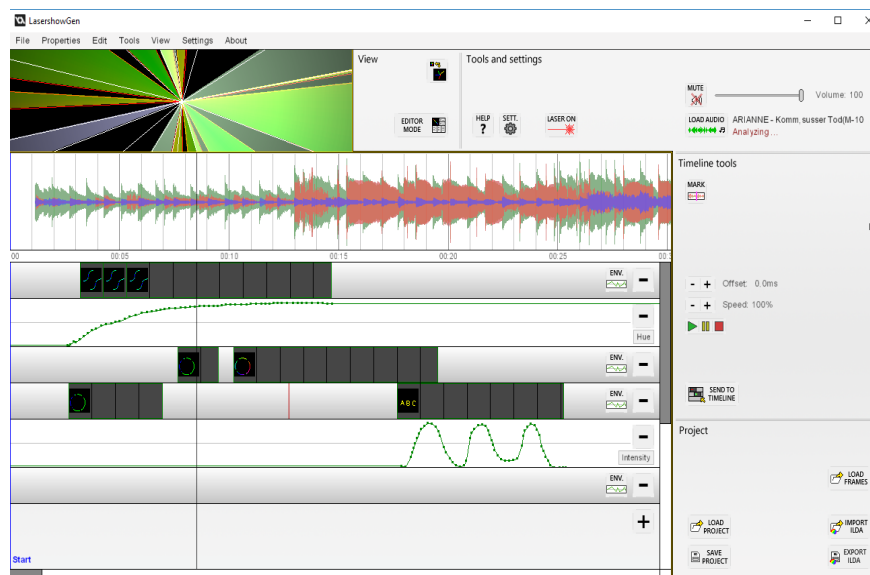 LasershowGen
File Properties Edit Tools View Settings About
View
EDITOR
MODE
Tools and settings
HELP
?
SETT.
LASER ON
MUTE
Volume: 100
LOAD AUDIO
ARIANNE - Komm, susser Tod(M-10
Analyzing ...
00 00:05 00:10 00:15 00:20 00:25 00:3
ENV.
Hue
ENV.
ENV.
A B C
Intensity
ENV.
Start
Timeline tools
MARK
- + Offset: 0.0ms
- + Speed: 100%
SEND TO
TIMELINE
Project
LOAD
FRAMES
LOAD
PROJECT
IMPORT
ILDA
SAVE
PROJECT
EXPORT
ILDA